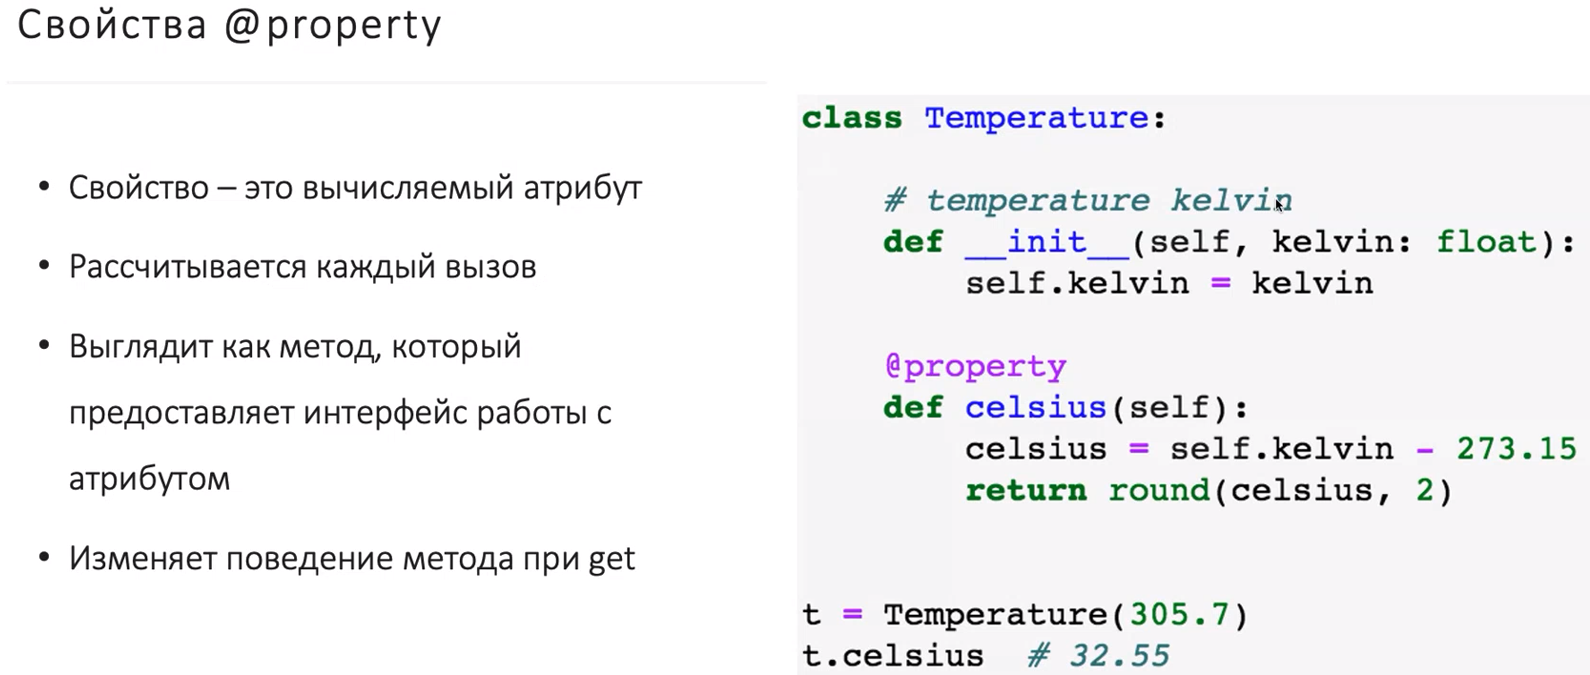 Свойства @property
• Свойство – это вычисляемый атрибут
• Рассчитывается каждый вызов
• Выглядит как метод, который
предоставляет интерфейс работы с
атрибутом
• Изменяет поведение метода при get
class Temperature:
    # temperature kelvin
    def __init__(self, kelvin: float):
        self.kelvin = kelvin
    @property
    def celsius(self):
        celsius = self.kelvin - 273.15
        return round(celsius, 2)
t = Temperature(305.7)
t.celsius  # 32.55